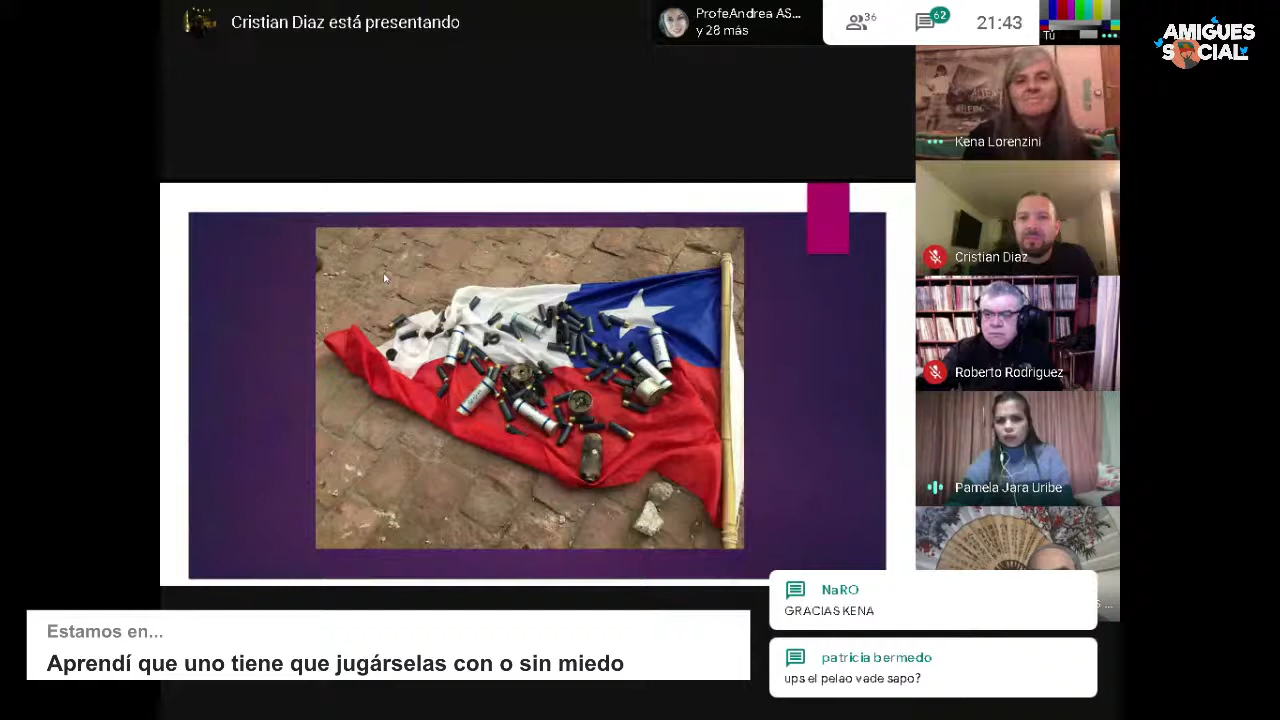 Cristian Diaz está presentando
ProfeAndrea AS...
y 28 más
36
62
21:43
Tú
AMIGUES
SOCIAL
Kena Lorenzini
Cristian Diaz
Roberto Rodriguez
Pamela Jara Uribe
NaRO
GRACIAS KENA
patricia bermedo
ups el pelao vade sapo?
Estamos en...
Aprendí que uno tiene que jugárselas con o sin miedo